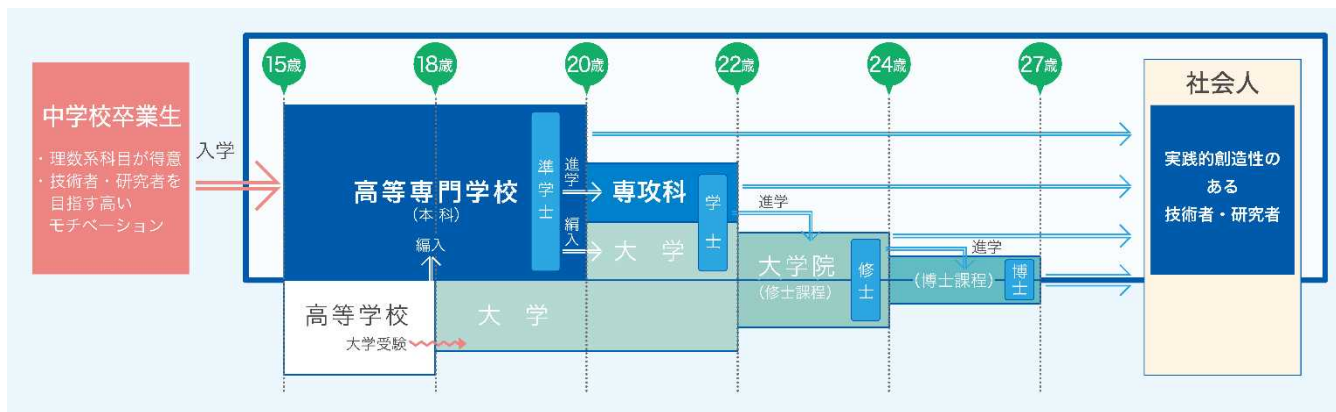 15歳
18歳
20歳
22歳
24歳
27歳
中学校卒業生
・理数系科目が得意
・技術者・研究者を
目指す高い
モチベーション
入学
高等専門学校
(本科)
準学士
進学
編入
編入
専攻科
大学
学士
進学
大学院
(修士課程)
修士
進学
(博士課程)
博士
高等学校
大学受験
大学
社会人
実践的創造性の
ある
技術者・研究者